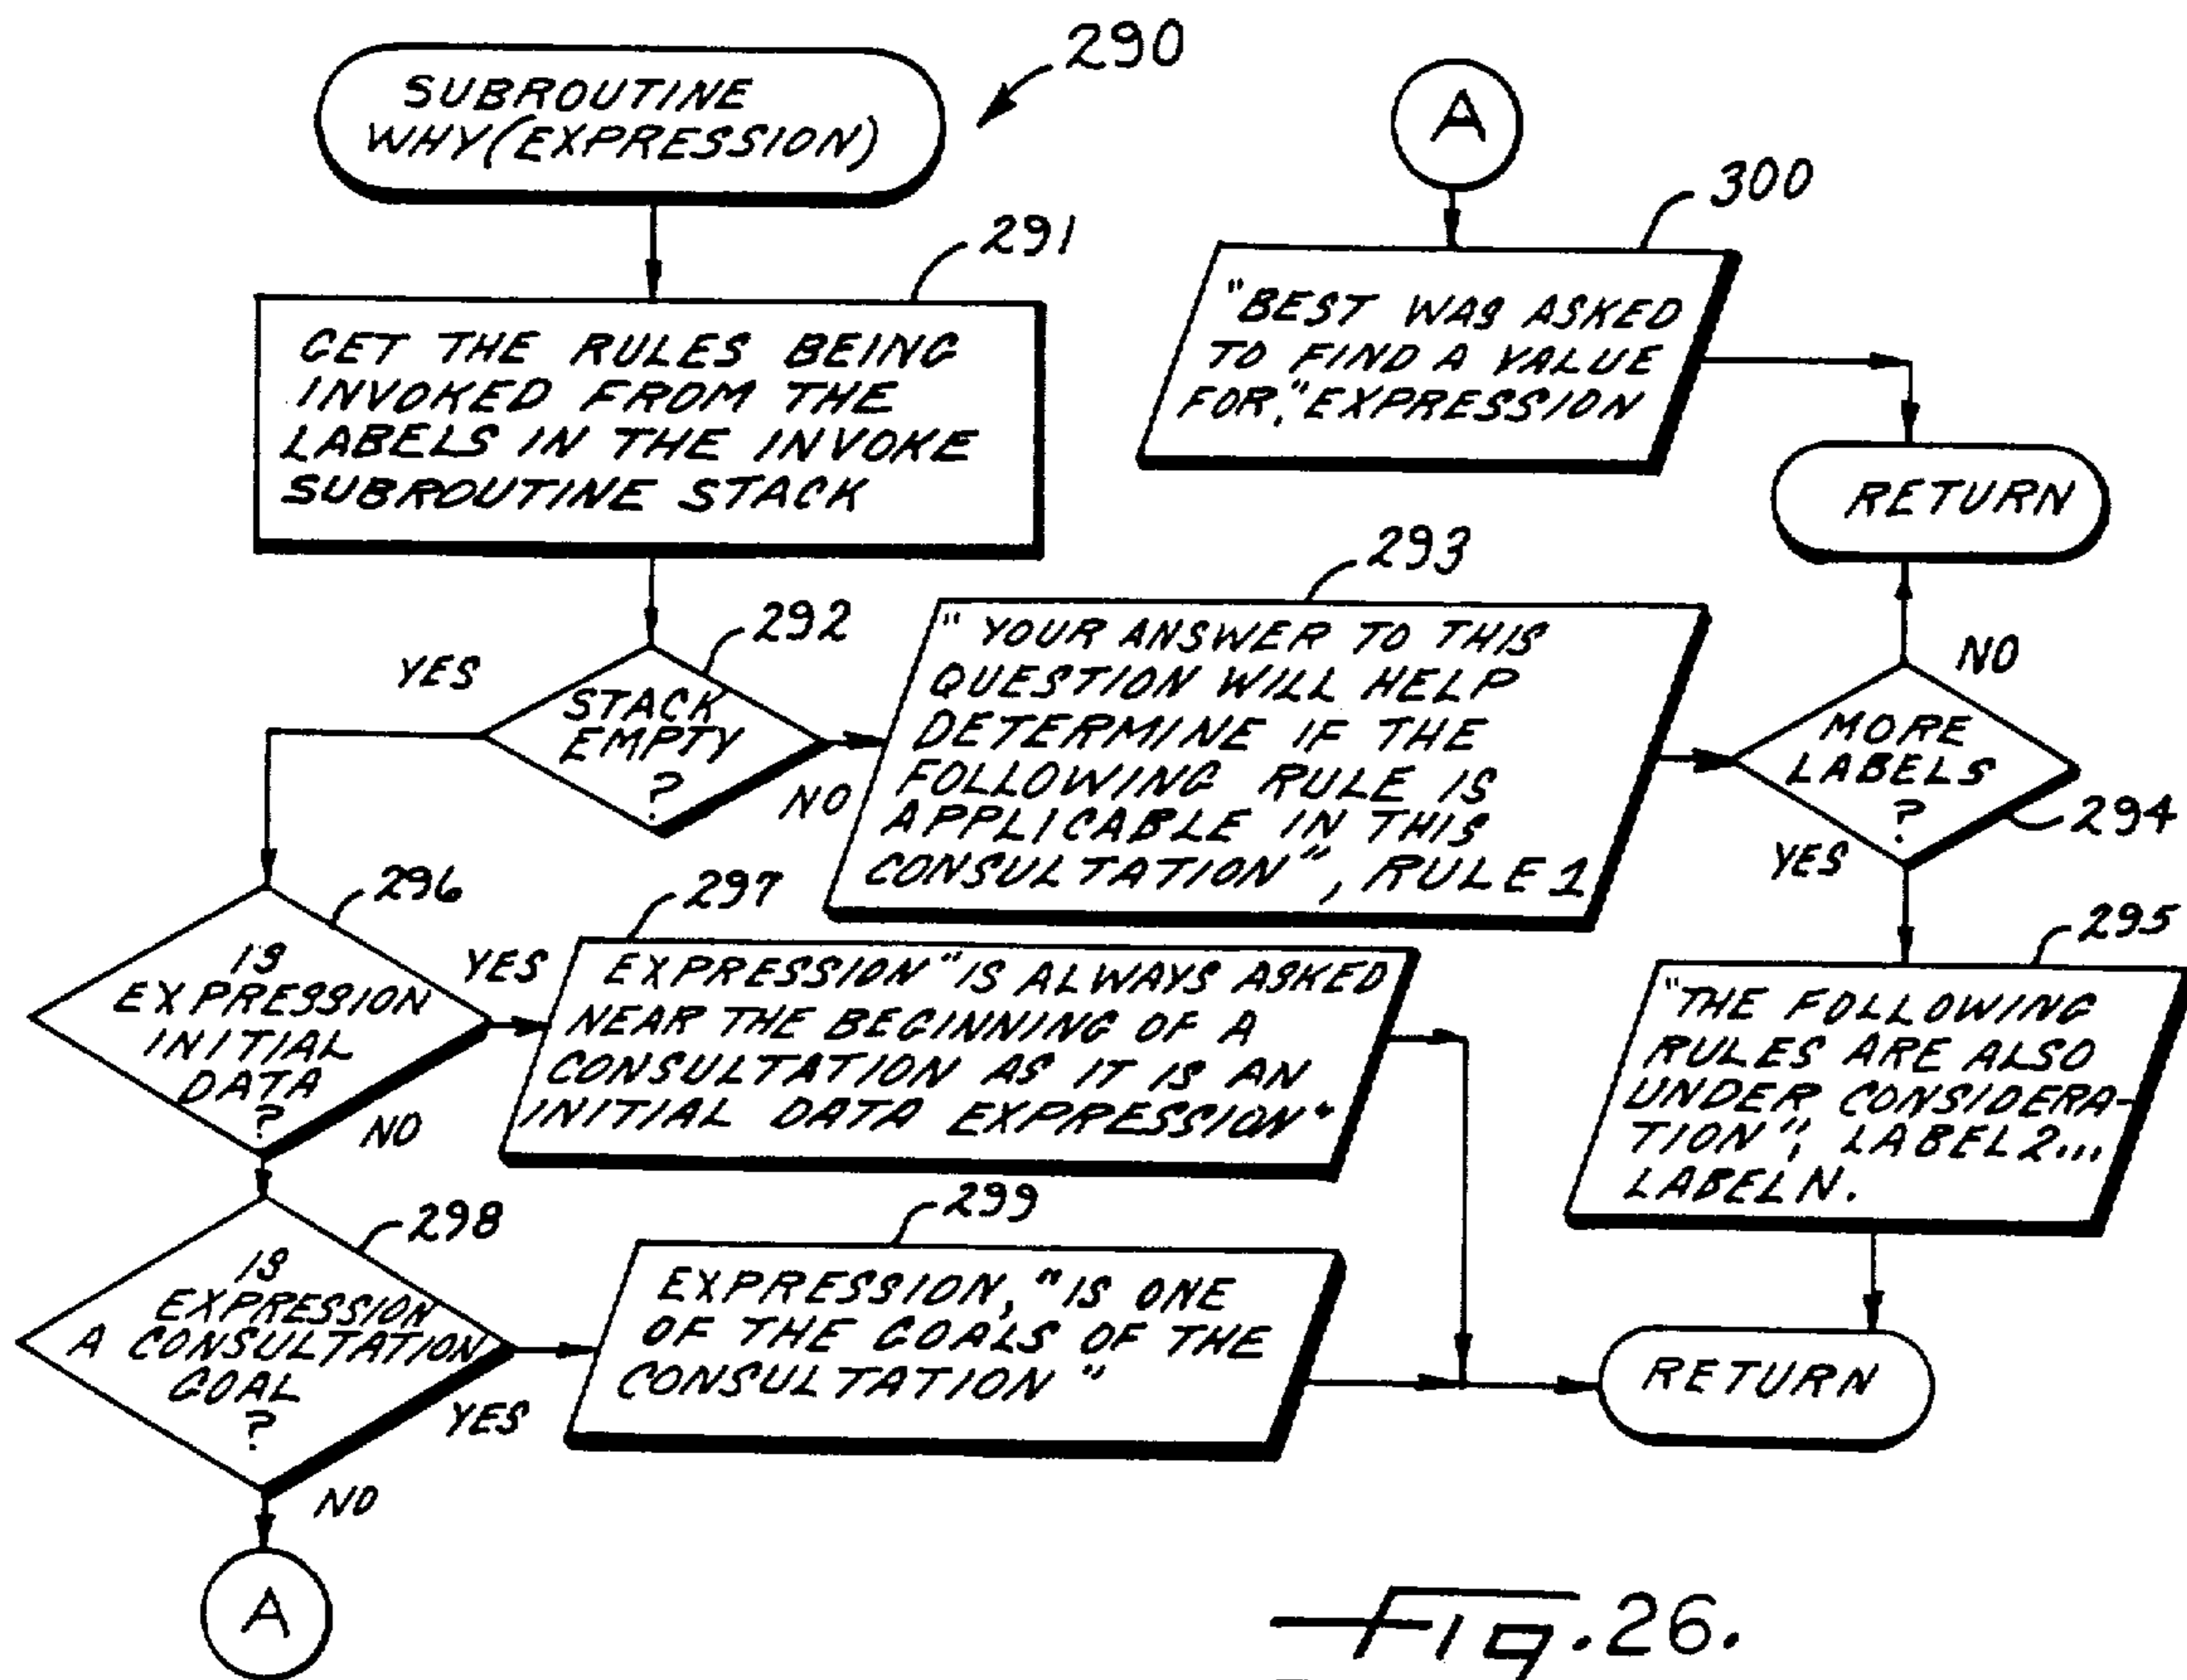 290
SUBROUTINE
WHY(EXPRESSION)
291
GET THE RULES BEING
INVOKED FROM THE
LABELS IN THE INVOKE
SUBROUTINE STACK
292
YES
STACK
EMPTY
?
NO
293
" YOUR ANSWER TO THIS
QUESTION WILL HELP
DETERMINE IF THE
FOLLOWING RULE IS
APPLICABLE IN THIS
CONSULTATION", RULE 1
296
IS
EXPRESSION
INITIAL
DATA
?
YES
NO
297
EXPRESSION "IS ALWAYS ASKED
NEAR THE BEGINNING OF A
CONSULTATION AS IT IS AN
INITIAL DATA EXPRESSION"
298
IS
EXPRESSION
A CONSULTATION
GOAL
?
YES
NO
299
EXPRESSION, "IS ONE
OF THE GOALS OF THE
CONSULTATION "
A
A
300
"BEST WAS ASKED
TO FIND A VALUE
FOR," EXPRESSION
RETURN
NO
MORE
LABELS
?
294
YES
295
"THE FOLLOWING
RULES ARE ALSO
UNDER CONSIDERA-
TION", LABEL 2...
LABEL N.
RETURN
Fig. 26.